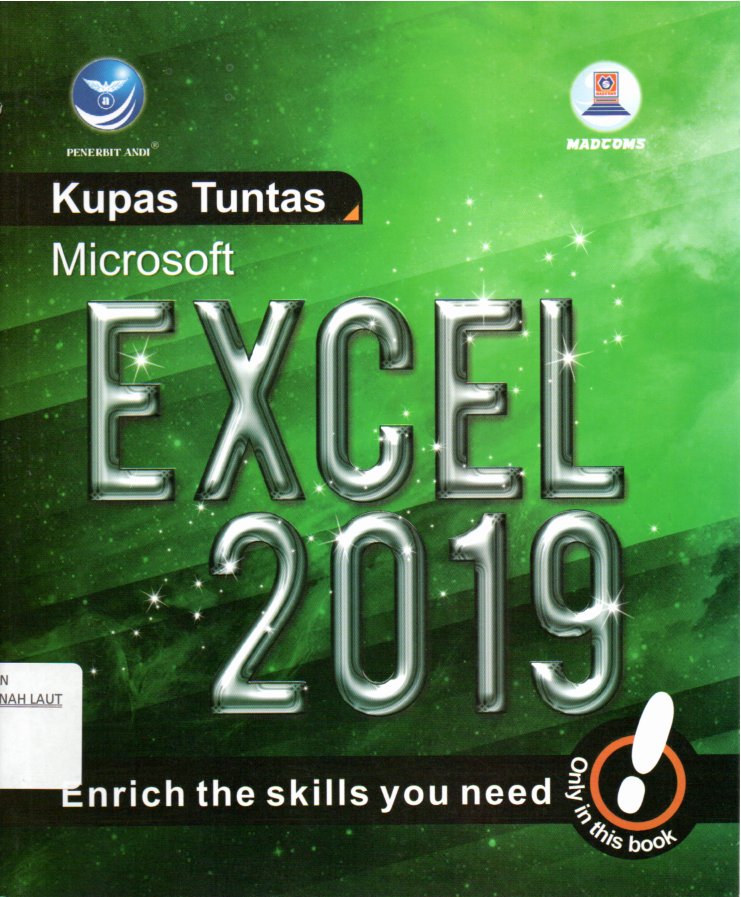 PENERBIT ANDI®
MADCOMS
Kupas Tuntas
Microsoft
EXCEL
2019
N
NAH LAUT
Enrich the skills you need
Only in this book